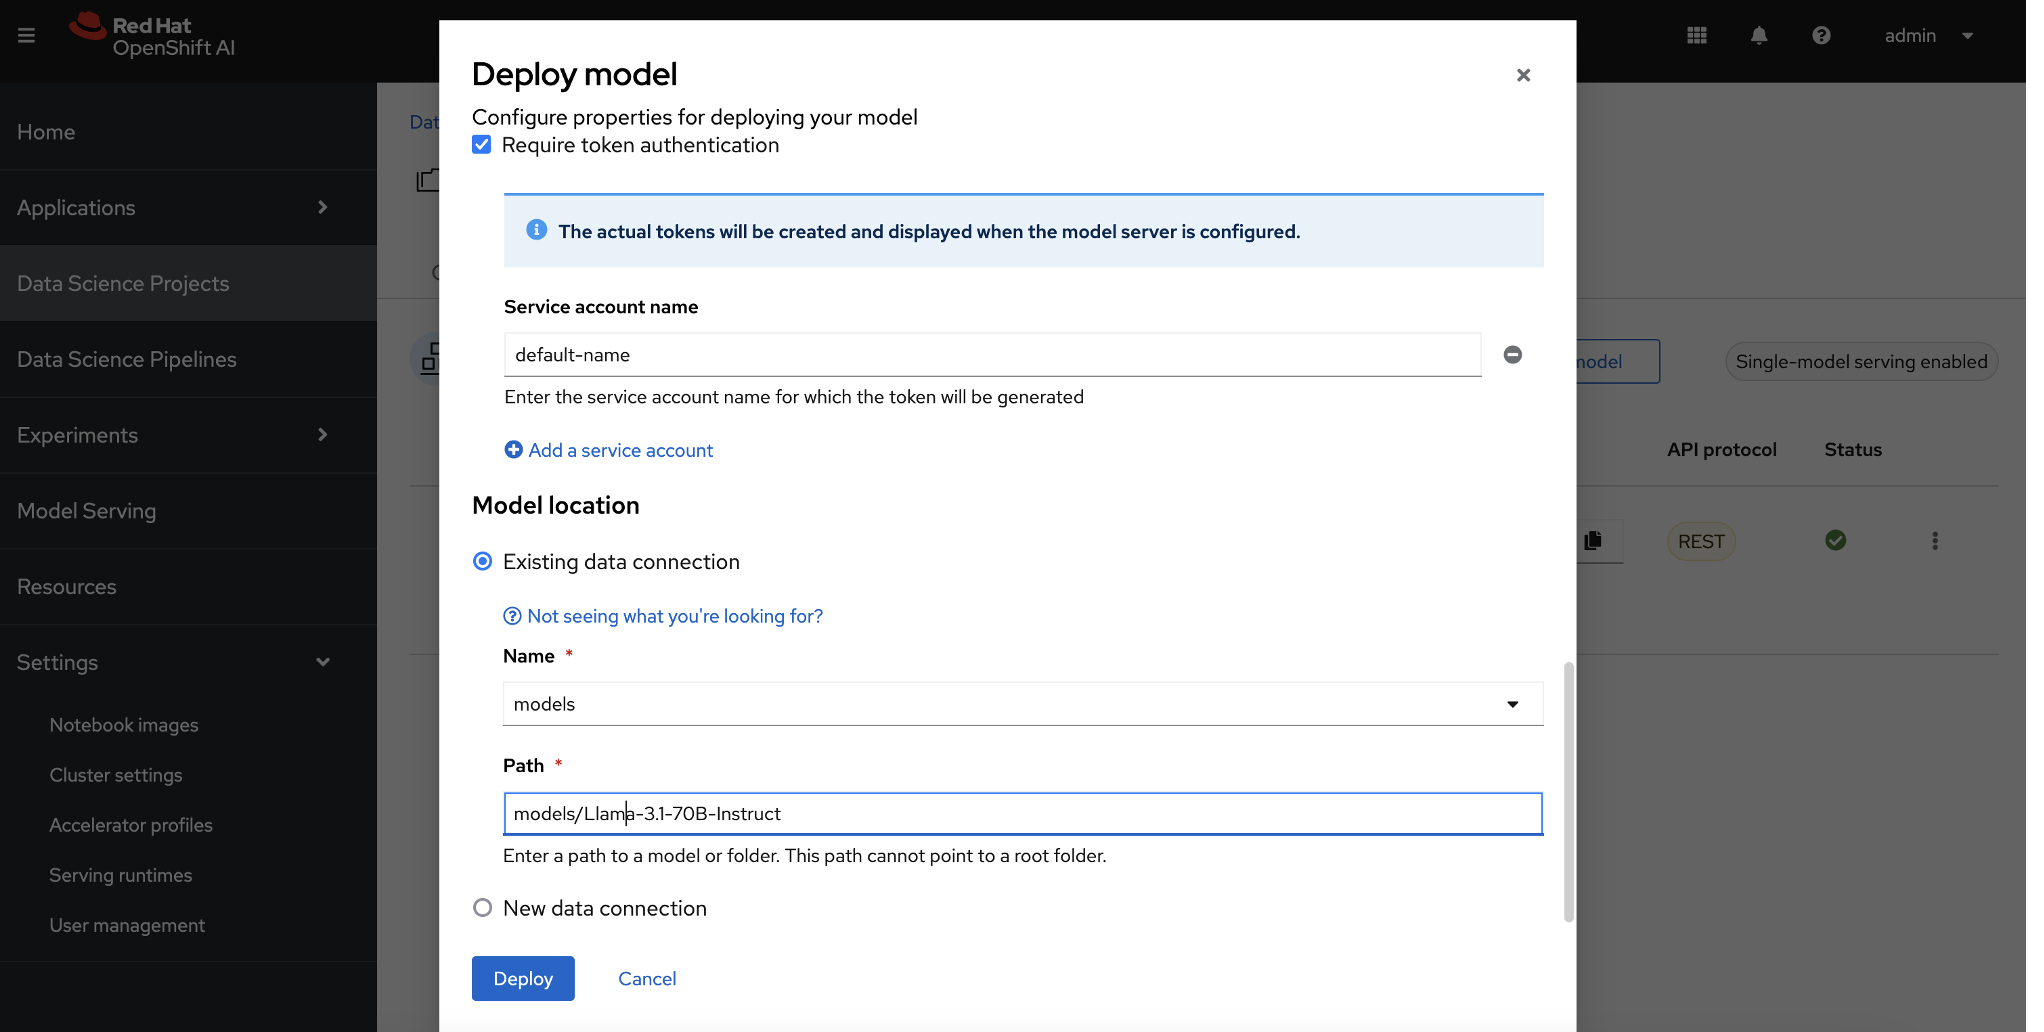 Red Hat
OpenShift AI
admin
Home
Applications
Data Science Projects
Data Science Pipelines
Experiments
Model Serving
Resources
Settings
Notebook images
Cluster settings
Accelerator profiles
Serving runtimes
User management
Dat
Deploy model
Configure properties for deploying your model
Require token authentication
The actual tokens will be created and displayed when the model server is configured.
Service account name
default-name
Enter the service account name for which the token will be generated
Add a service account
Model location
Existing data connection
Not seeing what you're looking for?
Name *
models
Path *
models/Llama-3.1-70B-Instruct
Enter a path to a model or folder. This path cannot point to a root folder.
New data connection
Deploy
Cancel
model
Single-model serving enabled
API protocol
Status
REST